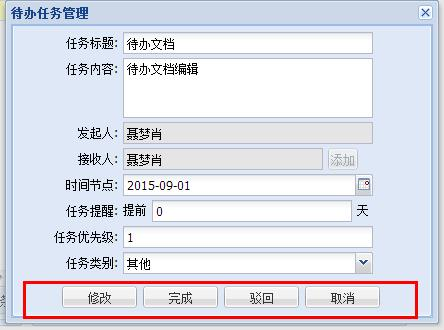 待办任务管理
任务标题: 待办文档
任务内容: 待办文档编辑
发起人: 聂梦肖
接收人: 聂梦肖 添加
时间节点: 2015-09-01
任务提醒: 提前 0 天
任务优先级: 1
任务类别: 其他
修改 完成 驳回 取消